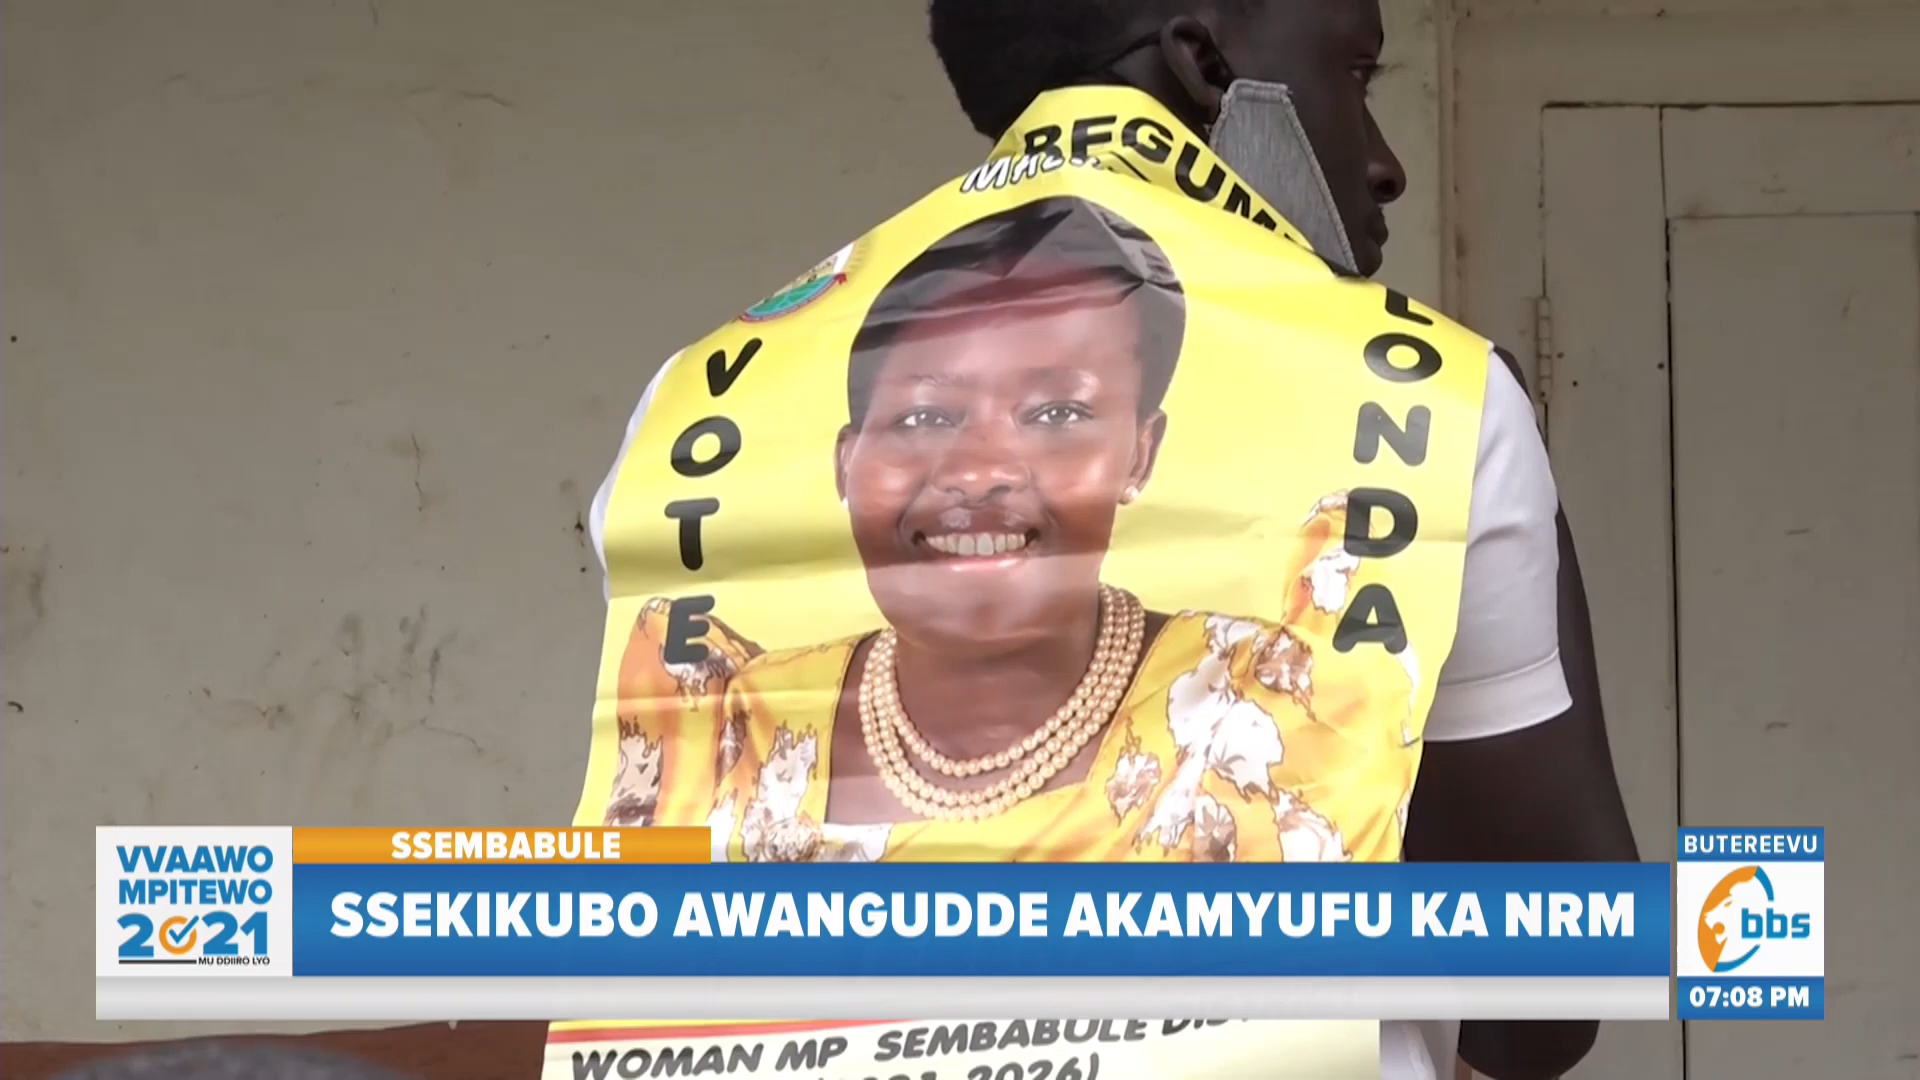 BEGUM
VOTE
LONDA
SSEMBABULE
VVAAWO
MPITEWO
2021
MU DDIIRO LYO
SSEKIKUBO AWANGUDDE AKAMYUFU KA NRM
BUTEREEVU
bbs
07:08 PM
WOMAN MP SEMBABULE
2026)